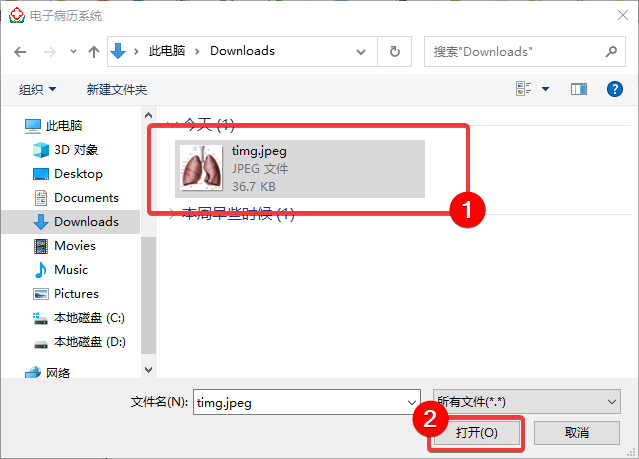 电子病历系统
此电脑 > Downloads
搜索"Downloads"
组织
新建文件夹
?
此电脑
3D 对象
Desktop
Documents
Downloads
Movies
Music
Pictures
本地磁盘 (C:)
本地磁盘 (D:)
网络
今天 (1)
timg.jpeg
JPEG 文件
36.7 KB
1
本周早些时候 (1)
文件名(N):
timg.jpeg
所有文件(*.*)
2
打开(O)
取消